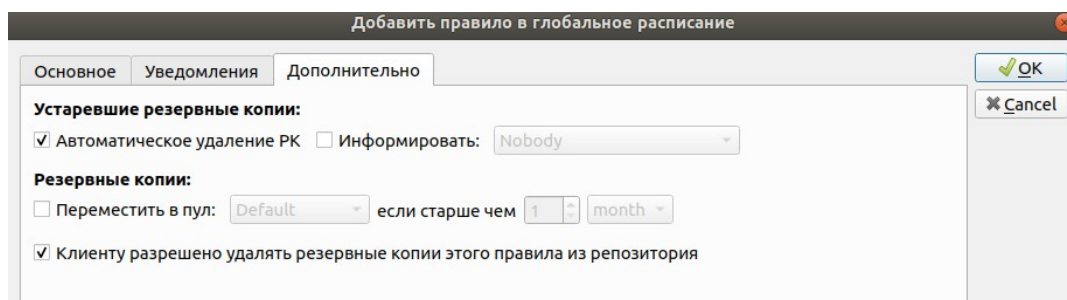 Добавить правило в глобальное расписание
Основное Уведомления Дополнительно
OK
Cancel
Устаревшие резервные копии:
Автоматическое удаление РК Информировать: Nobody
Резервные копии:
Переместить в пул: Default если старше чем 1 month
Клиенту разрешено удалять резервные копии этого правила из репозитория